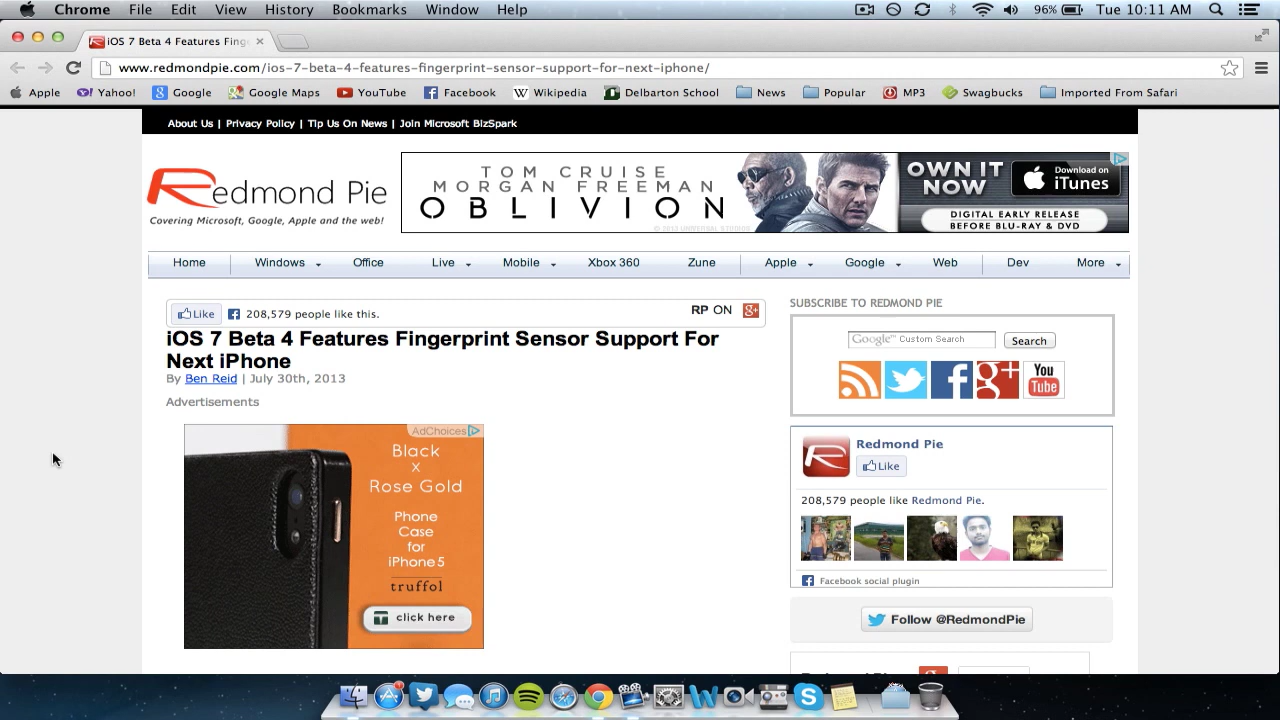 Chrome File Edit View History Bookmarks Window Help 96% Tue 10:11 AM
iOS 7 Beta 4 Features Fing
www.redmondpie.com/ios-7-beta-4-features-fingerprint-sensor-support-for-next-iphone/
Apple Yahoo! Google Google Maps YouTube Facebook Wikipedia Delbarton School News Popular MP3 Swagbucks Imported From Safari
About Us | Privacy Policy | Tip Us On News | Join Microsoft BizSpark
Redmond Pie
Covering Microsoft, Google, Apple and the web!
TOM CRUISE
MORGAN FREEMAN
OBLIVION
© 2013 UNIVERSAL STUDIOS
OWN IT
NOW
Download on
iTunes
DIGITAL EARLY RELEASE
BEFORE BLU-RAY & DVD
Home Windows Office Live Mobile Xbox 360 Zune Apple Google Web Dev More
Like 208,579 people like this. RP ON g+
iOS 7 Beta 4 Features Fingerprint Sensor Support For
Next iPhone
By Ben Reid | July 30th, 2013
Advertisements
AdChoices
Black
x
Rose Gold
Phone
Case
for
iPhone 5
truffol
click here
SUBSCRIBE TO REDMOND PIE
Google™ Custom Search Search
g+ You
Tube
Redmond Pie
Like
208,579 people like Redmond Pie.
Facebook social plugin
Follow @RedmondPie